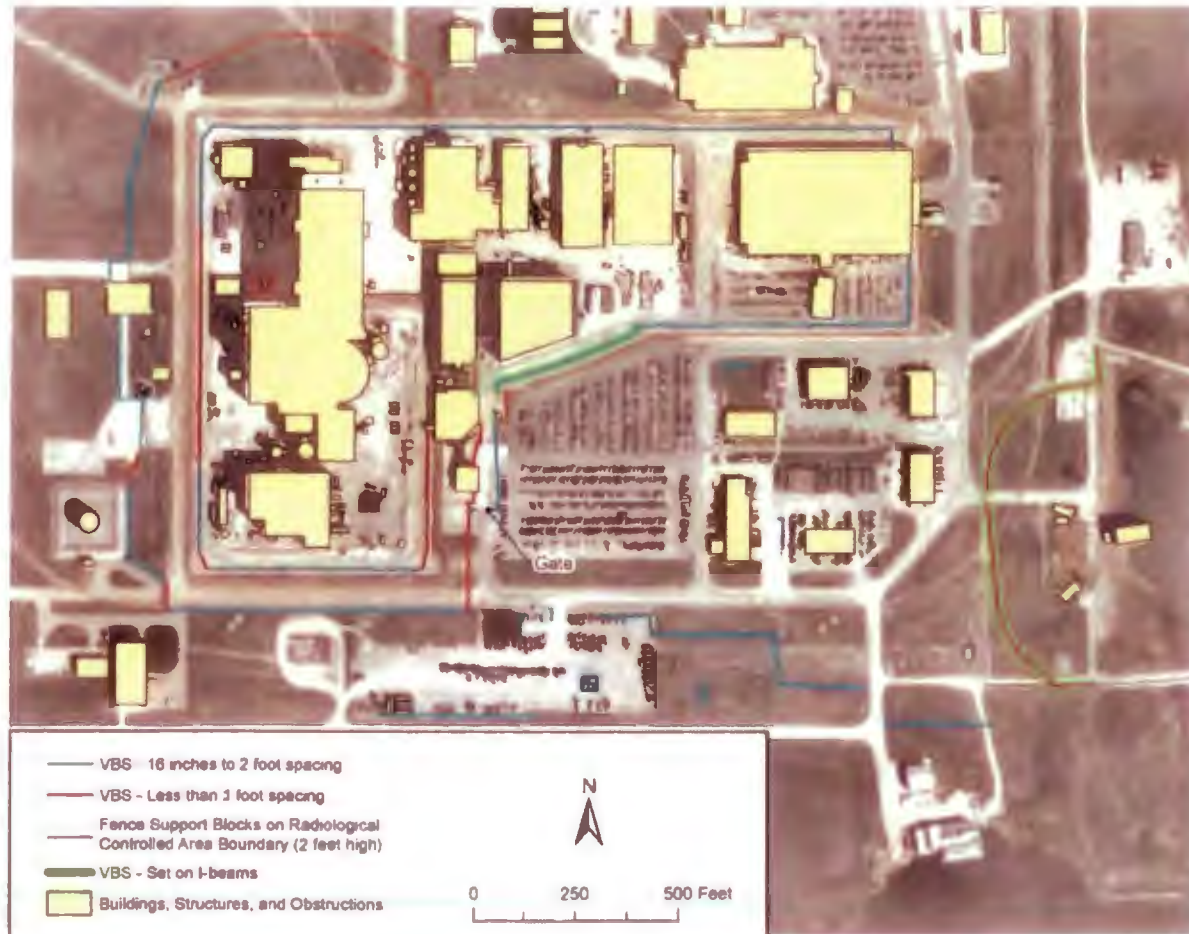 Gate
VBS - 16 inches to 2 foot spacing
VBS - Less than 3 foot spacing
Fence Support Blocks on Radiological
Controlled Area Boundary (2 feet high)
VBS - Set on I-beams
Buildings, Structures, and Obstructions
N
0 250 500 Feet